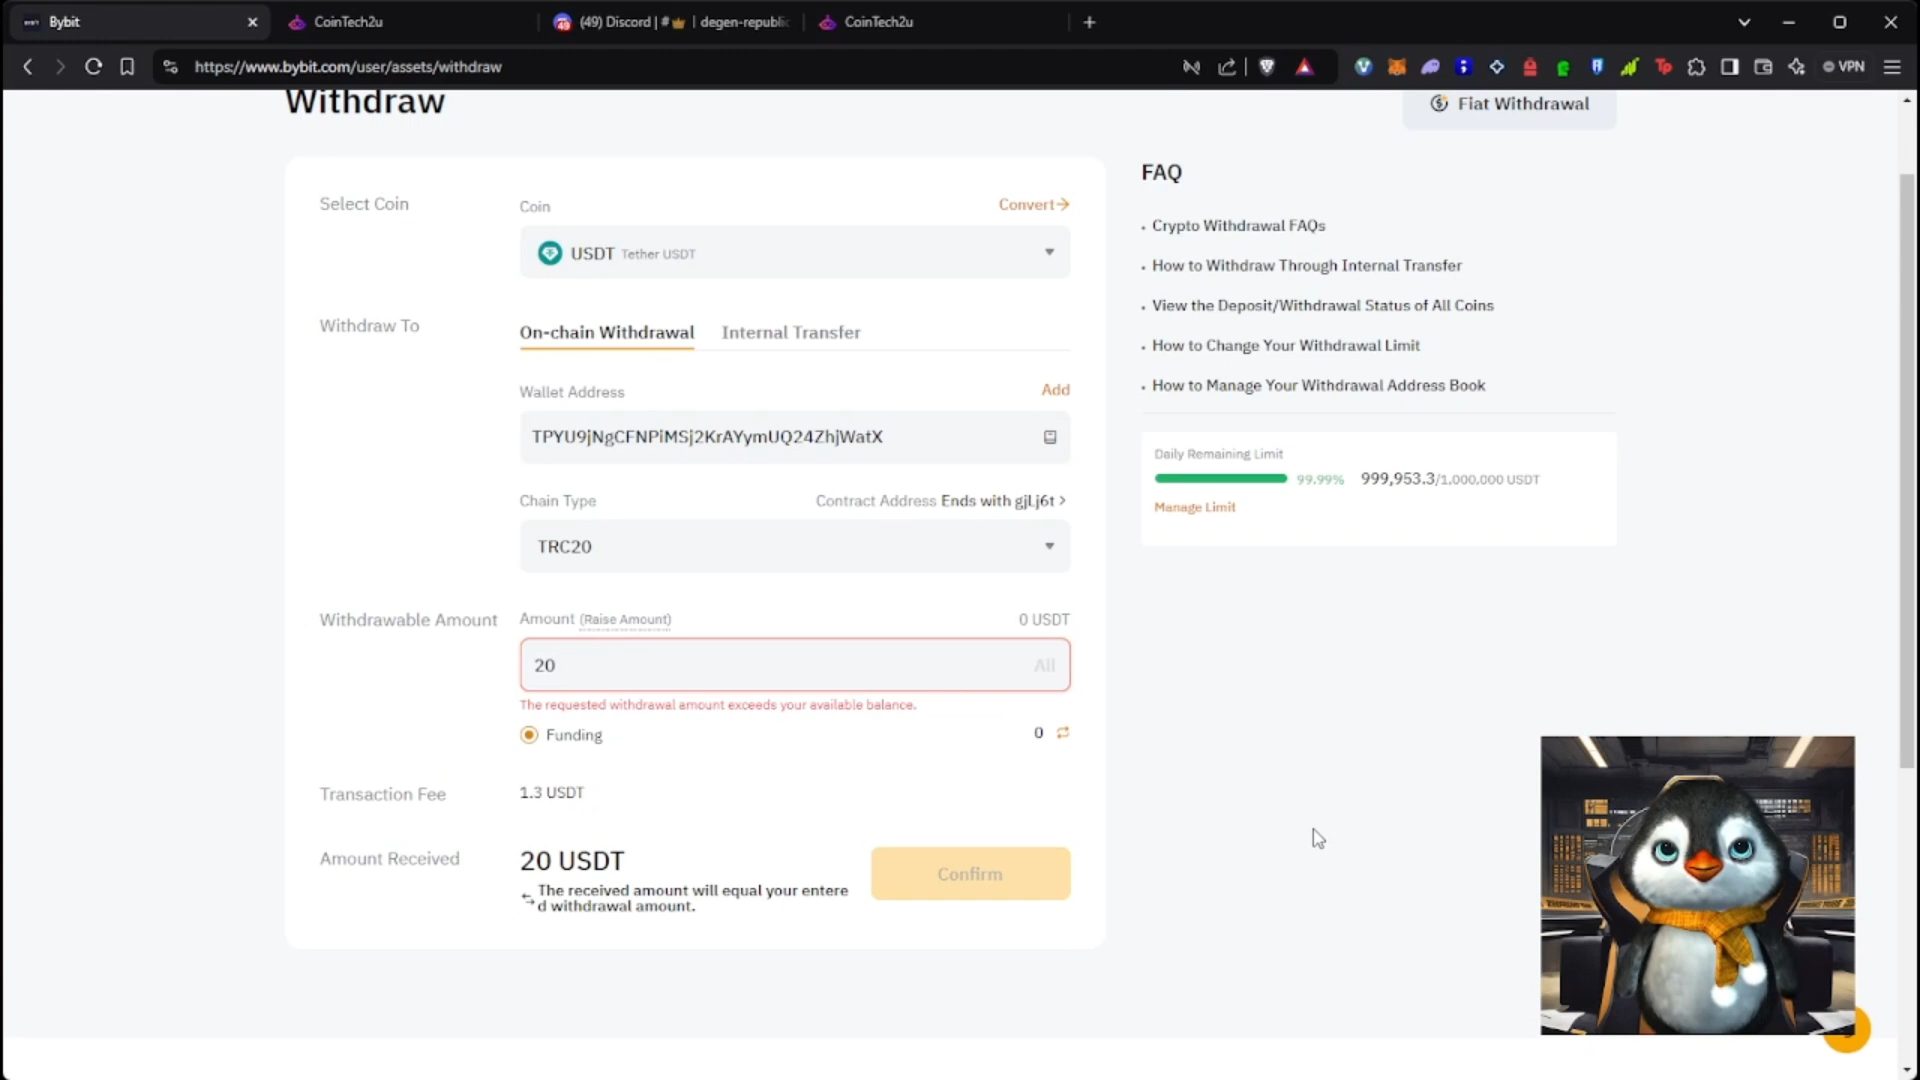 Bybit
CoinTech2u
(49) Discord | #👑 | degen-republic
CoinTech2u
https://www.bybit.com/user/assets/withdraw
VPN
Withdraw
Fiat Withdrawal
Select Coin
Coin
Convert→
USDT Tether USDT
Withdraw To
On-chain Withdrawal
Internal Transfer
Wallet Address
Add
TPYU9jNgCFNPiMSj2KrAYymUQ24ZhjWatX
Chain Type
Contract Address Ends with gjLj6t >
TRC20
Withdrawable Amount
Amount (Raise Amount)
0 USDT
20
All
The requested withdrawal amount exceeds your available balance.
Funding
0
Transaction Fee
1.3 USDT
Amount Received
20 USDT
The received amount will equal your entere
d withdrawal amount.
Confirm
FAQ
• Crypto Withdrawal FAQs
• How to Withdraw Through Internal Transfer
• View the Deposit/Withdrawal Status of All Coins
• How to Change Your Withdrawal Limit
• How to Manage Your Withdrawal Address Book
Daily Remaining Limit
99.99% 999,953.3/1,000,000 USDT
Manage Limit